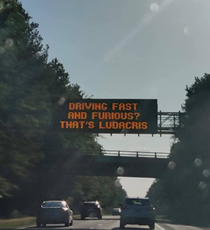 DRIVING FAST
AND FURIOUS?
THAT'S LUDACRIS